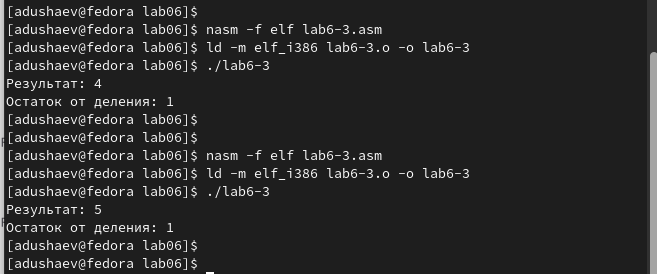 [adushaev@fedora lab06]$
[adushaev@fedora lab06]$ nasm -f elf lab6-3.asm
[adushaev@fedora lab06]$ ld -m elf_i386 lab6-3.o -o lab6-3
[adushaev@fedora lab06]$ ./lab6-3
Результат: 4
Остаток от деления: 1
[adushaev@fedora lab06]$
[adushaev@fedora lab06]$
[adushaev@fedora lab06]$ nasm -f elf lab6-3.asm
[adushaev@fedora lab06]$ ld -m elf_i386 lab6-3.o -o lab6-3
[adushaev@fedora lab06]$ ./lab6-3
Результат: 5
Остаток от деления: 1
[adushaev@fedora lab06]$
[adushaev@fedora lab06]$